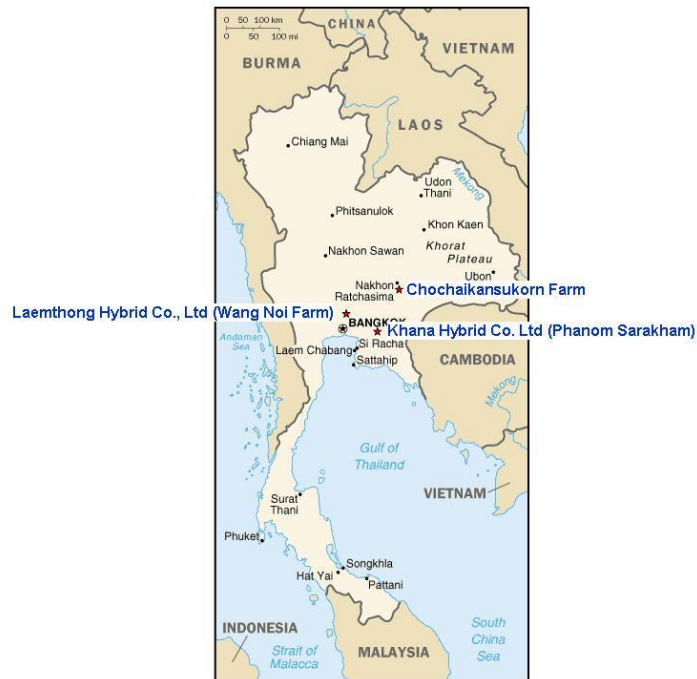 0 50 100 km
0 50 100 mi
CHINA
VIETNAM
BURMA
LAOS
Chiang Mai
Udon
Thani
Mekong
Phitsanulok
Khon Kaen
Nakhon Sawan
Khorat
Plateau
Ubon
Nakhon
Ratchasima
Chochaikansukorn Farm
Laemthong Hybrid Co., Ltd (Wang Noi Farm)
BANGKOK
Khana Hybrid Co. Ltd (Phanom Sarakham)
Andaman
Sea
Si Racha
Laem Chabang
Sattahip
CAMBODIA
Mekong
Gulf of
Thailand
VIETNAM
Surat
Thani
Phuket
Songkhla
Hat Yai
Pattani
INDONESIA
Strait of
Malacca
MALAYSIA
South
China
Sea